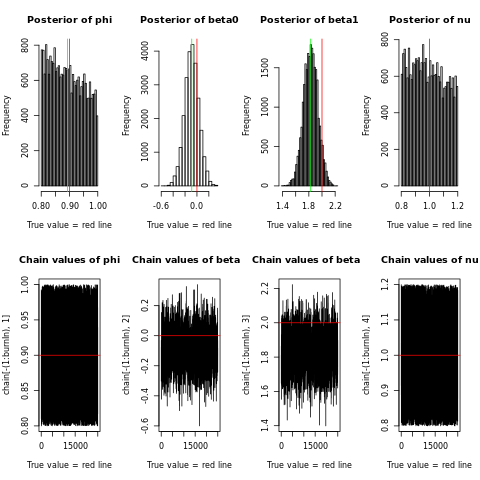 Posterior of phi
Posterior of beta0
Posterior of beta1
Posterior of nu
Frequency
0 200 400 600 800
0.80 0.90 1.00
True value = red line
Frequency
0 1000 2000 3000 4000
-0.6 0.0
True value = red line
Frequency
0 500 1000 1500
1.4 1.8 2.2
True value = red line
Frequency
0 200 400 600 800
0.8 1.0 1.2
True value = red line
Chain values of phi
Chain values of beta
Chain values of beta
Chain values of nu
chain[-(1:burnIn), 1]
0.80 0.85 0.90 0.95 1.00
0 15000
True value = red line
chain[-(1:burnIn), 2]
-0.6 -0.4 -0.2 0.0 0.2
0 15000
True value = red line
chain[-(1:burnIn), 3]
1.4 1.6 1.8 2.0 2.2
0 15000
True value = red line
chain[-(1:burnIn), 4]
0.8 0.9 1.0 1.1 1.2
0 15000
True value = red line